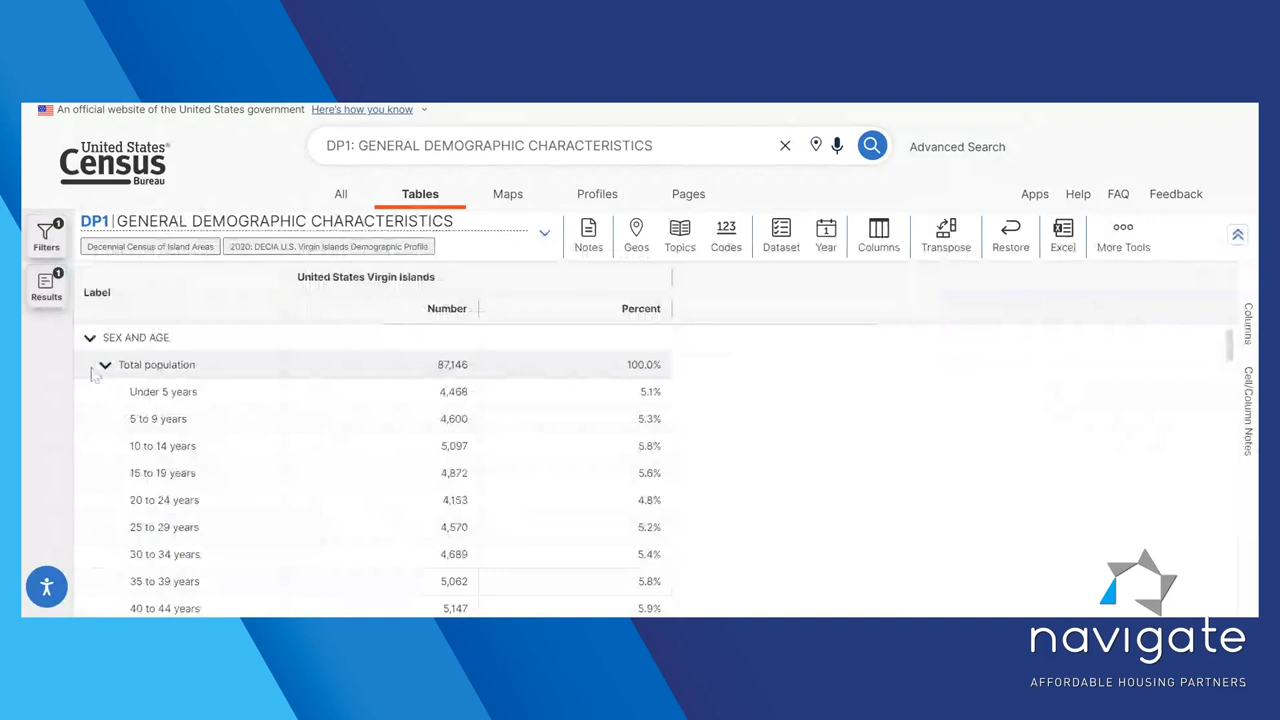 An official website of the United States government Here's how you know
United States
Census
Bureau
DP1: GENERAL DEMOGRAPHIC CHARACTERISTICS
Advanced Search
All Tables Maps Profiles Pages Apps Help FAQ Feedback
1
Filters
DP1 | GENERAL DEMOGRAPHIC CHARACTERISTICS
Decennial Census of Island Areas 2020: DECIA U.S. Virgin Islands Demographic Profile
Notes Geos Topics 123 Codes Dataset 1 Year Columns Transpose Restore Excel More Tools
1
Results
United States Virgin Islands
Label
Number Percent
SEX AND AGE
Total population 87,146 100.0%
Under 5 years 4,468 5.1%
5 to 9 years 4,600 5.3%
10 to 14 years 5,097 5.8%
15 to 19 years 4,872 5.6%
20 to 24 years 4,153 4.8%
25 to 29 years 4,570 5.2%
30 to 34 years 4,689 5.4%
35 to 39 years 5,062 5.8%
40 to 44 years 5,147 5.9%
Columns
Cell/Column Notes
navigate
AFFORDABLE HOUSING PARTNERS